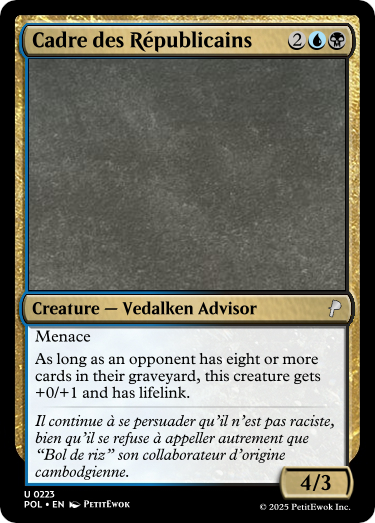 Cadre des Républicains 2
Creature — Vedalken Advisor
Menace
As long as an opponent has eight or more
cards in their graveyard, this creature gets
+0/+1 and has lifelink.
Il continue à se persuader qu’il n’est pas raciste,
bien qu’il se refuse à appeller autrement que
“Bol de riz” son collaborateur d’origine
cambodgienne.
4/3
U 0223
POL • EN PetitEwok
© 2025 PetitEwok Inc.